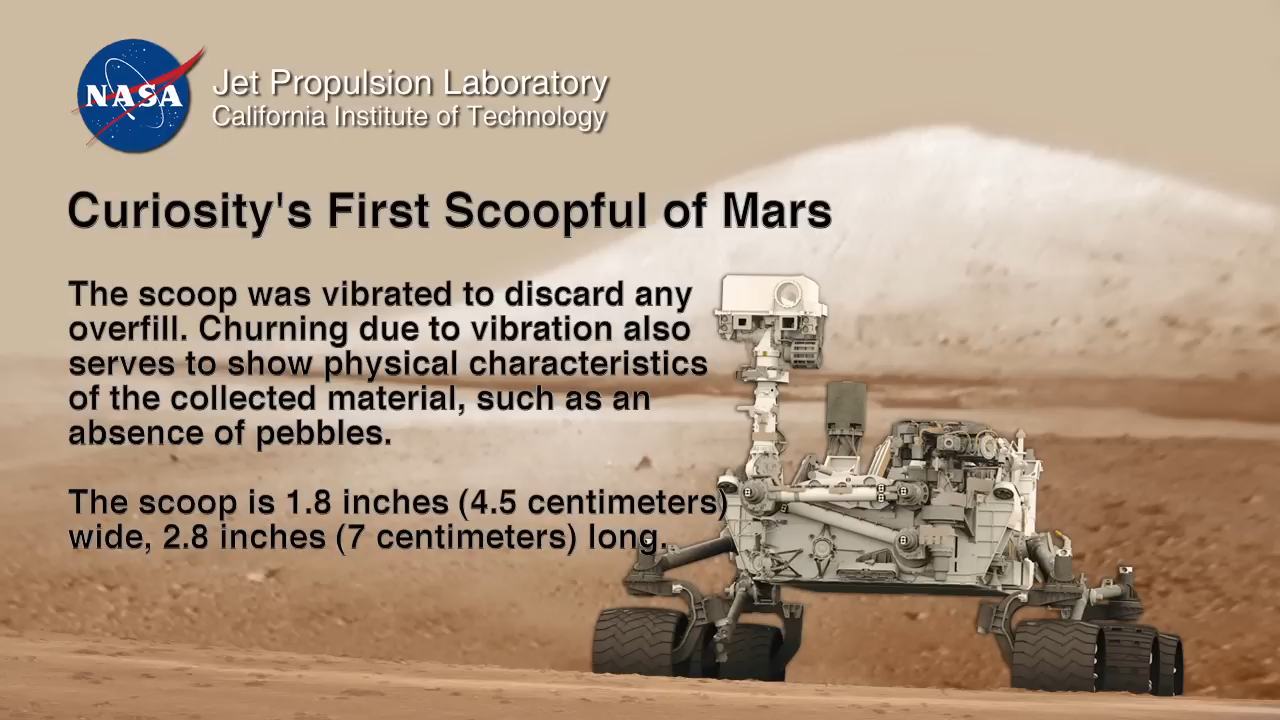 NASA
Jet Propulsion Laboratory
California Institute of Technology
Curiosity's First Scoopful of Mars
The scoop was vibrated to discard any
overfill. Churning due to vibration also
serves to show physical characteristics
of the collected material, such as an
absence of pebbles.
The scoop is 1.8 inches (4.5 centimeters)
wide, 2.8 inches (7 centimeters) long.